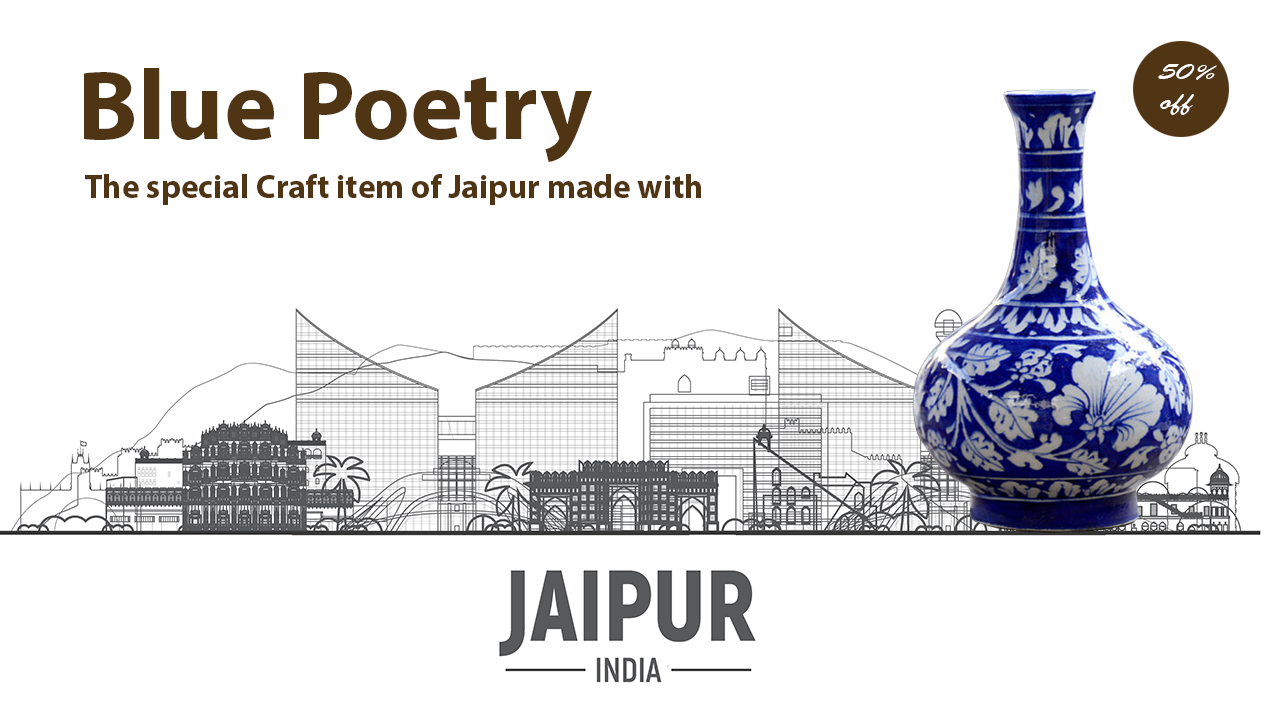 Blue Poetry
The special Craft item of Jaipur made with
50%
off
JAIPUR
INDIA